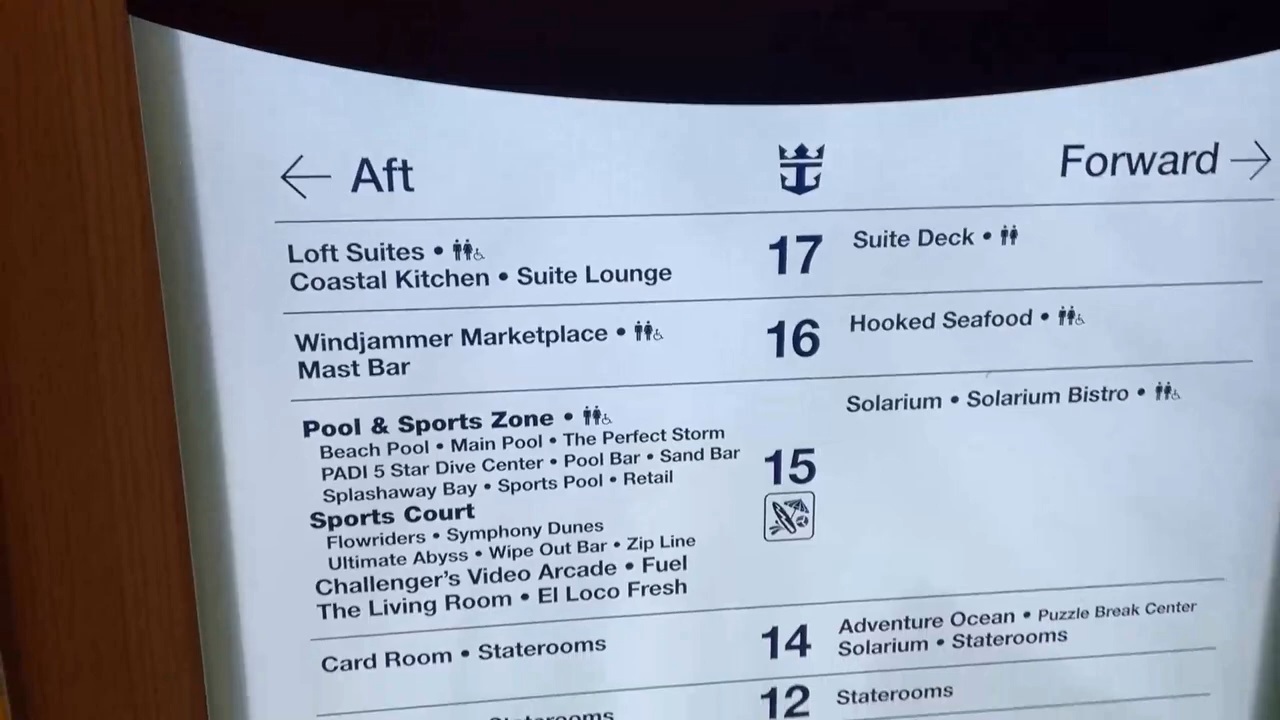 ← Aft
Forward →
Loft Suites •
Coastal Kitchen • Suite Lounge
17
Suite Deck •
Windjammer Marketplace •
Mast Bar
16
Hooked Seafood •
Pool & Sports Zone •
Beach Pool • Main Pool • The Perfect Storm
PADI 5 Star Dive Center • Pool Bar • Sand Bar
Splashaway Bay • Sports Pool • Retail
Sports Court
Flowriders • Symphony Dunes
Ultimate Abyss • Wipe Out Bar • Zip Line
Challenger's Video Arcade • Fuel
The Living Room • El Loco Fresh
15
Solarium • Solarium Bistro •
Card Room • Staterooms
14
Adventure Ocean • Puzzle Break Center
Solarium • Staterooms
12
Staterooms